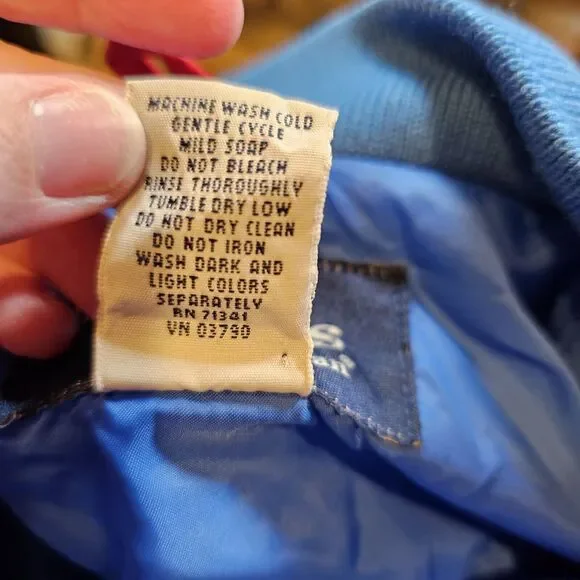 MACHINE WASH COLD
GENTLE CYCLE
MILD SOAP
DO NOT BLEACH
RINSE THOROUGHLY
TUMBLE DRY LOW
DO NOT DRY CLEAN
DO NOT IRON
WASH DARK AND
LIGHT COLORS
SEPARATELY
RN 71341
VN 03790